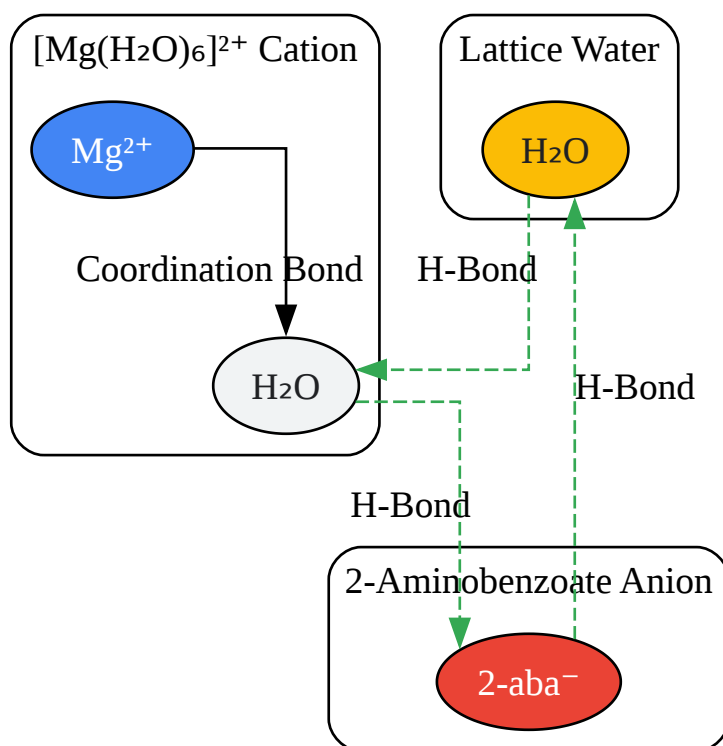 [Mg(H₂O)₆]²⁺ Cation
Lattice Water
Mg²⁺
H₂O
Coordination Bond
H-Bond
H₂O
H-Bond
H-Bond
2-Aminobenzoate Anion
2-aba⁻